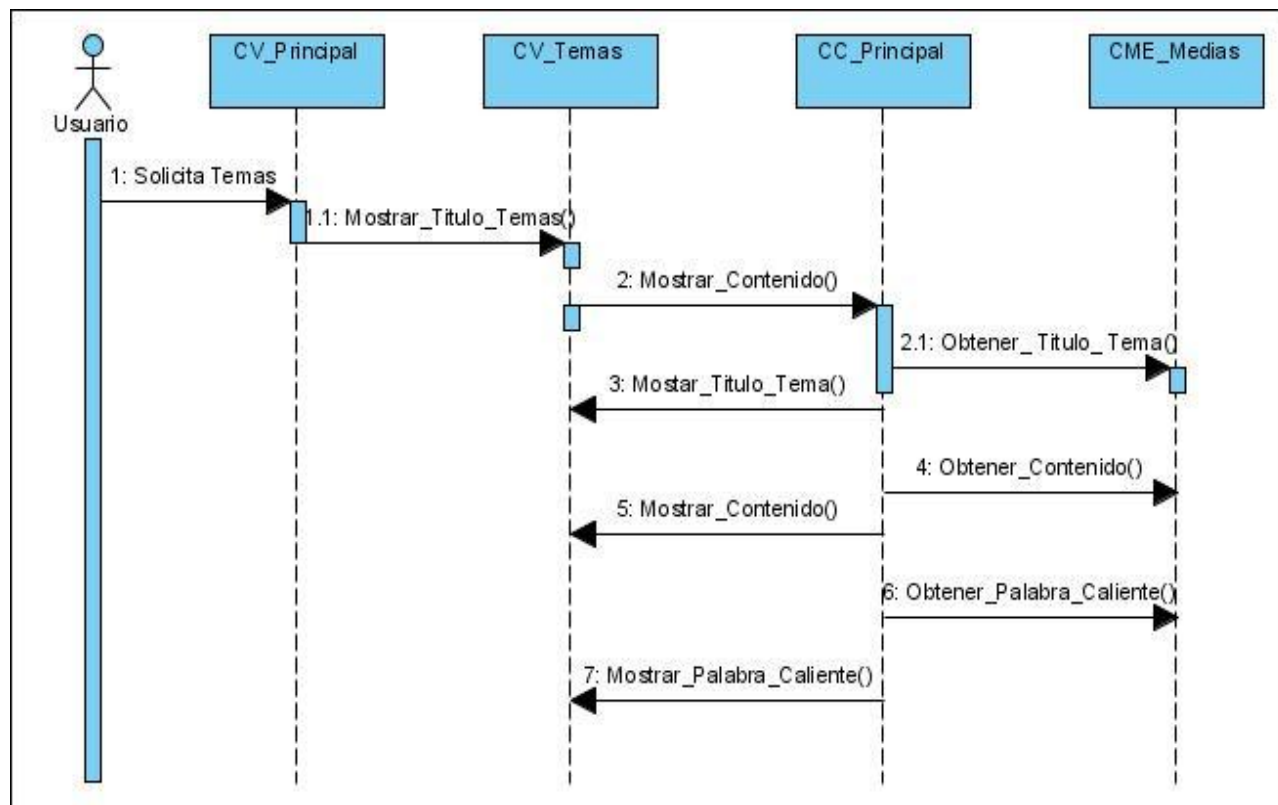 CV_Principal
CV_Temas
CC_Principal
CME_Medias
Usuario
1: Solicita Temas
1.1: Mostrar_Titulo_Temas()
2: Mostrar_Contenido()
2.1: Obtener_ Titulo_ Tema()
3: Mostar_Titulo_Tema()
4: Obtener_Contenido()
5: Mostrar_Contenido()
6: Obtener_Palabra_Caliente()
7: Mostrar_Palabra_Caliente()